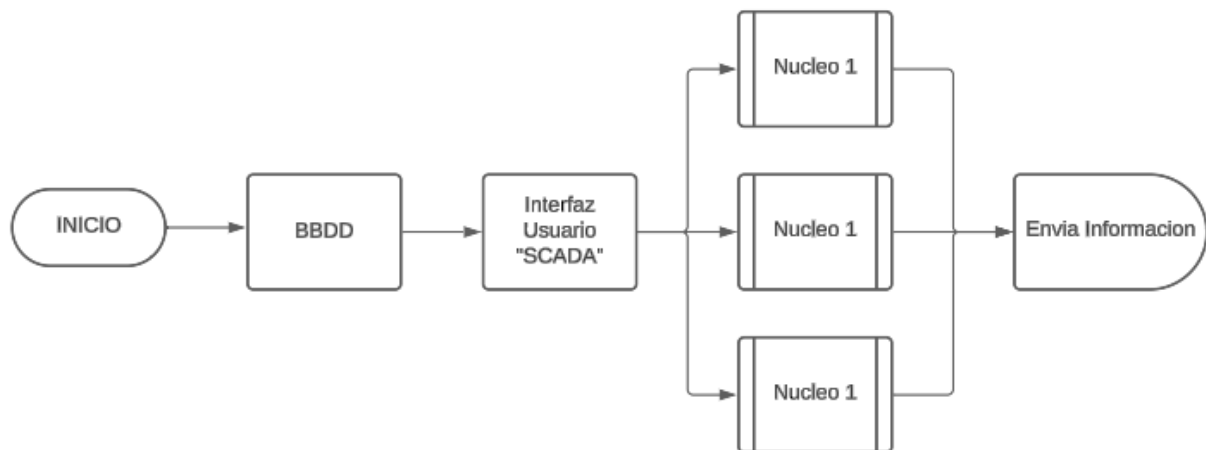 INICIO
BBDD
Interfaz
Usuario
"SCADA"
Nucleo 1
Nucleo 1
Nucleo 1
Envia Informacion